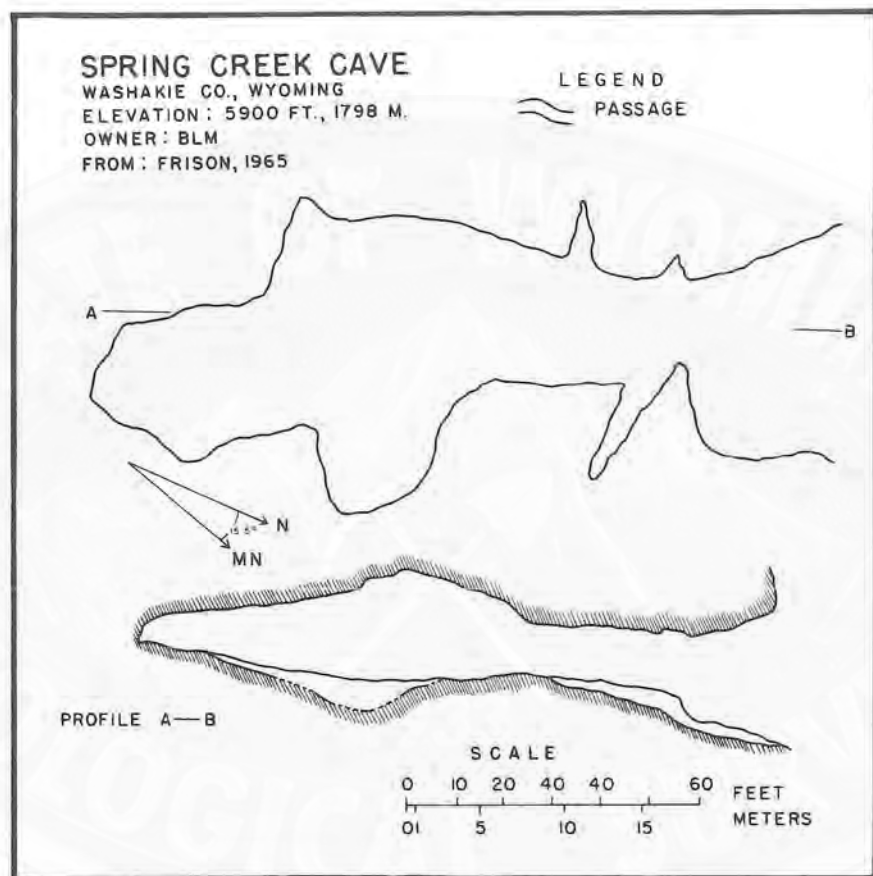 SPRING CREEK CAVE
WASHAKIE CO., WYOMING
ELEVATION: 5900 FT., 1798 M.
OWNER: BLM
FROM: FRISON, 1965
LEGEND
PASSAGE
A
B
N
MN
PROFILE A—B
SCALE
0 10 20 40 40 60 FEET
01 5 10 15 METERS